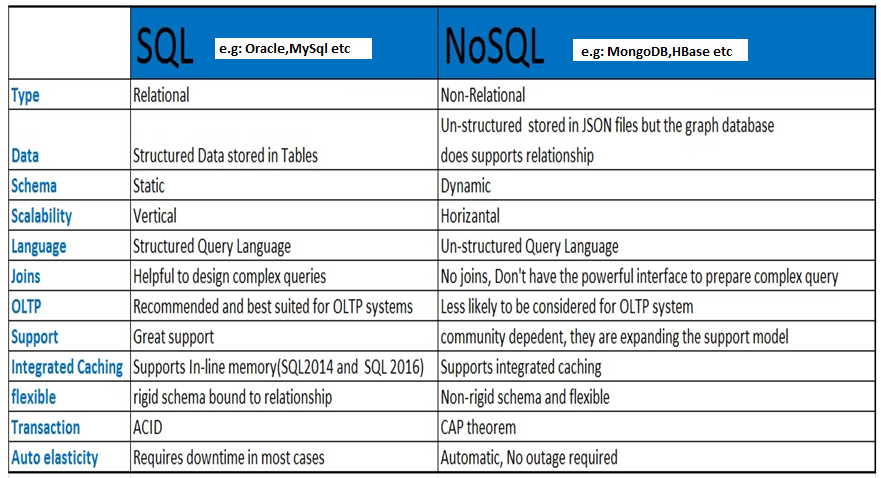 SQL e.g: Oracle,MySql etc NoSQL e.g: MongoDB,HBase etc
Type Relational Non-Relational
Un-structured stored in JSON files but the graph database
Data Structured Data stored in Tables does supports relationship
Schema Static Dynamic
Scalability Vertical Horizantal
Language Structured Query Language Un-structured Query Language
Joins Helpful to design complex queries No joins, Don't have the powerful interface to prepare complex query
OLTP Recommended and best suited for OLTP systems Less likely to be considered for OLTP system
Support Great support community depedent, they are expanding the support model
Integrated Caching Supports In-line memory(SQL2014 and SQL 2016) Supports integrated caching
flexible rigid schema bound to relationship Non-rigid schema and flexible
Transaction ACID CAP theorem
Auto elasticity Requires downtime in most cases Automatic, No outage required